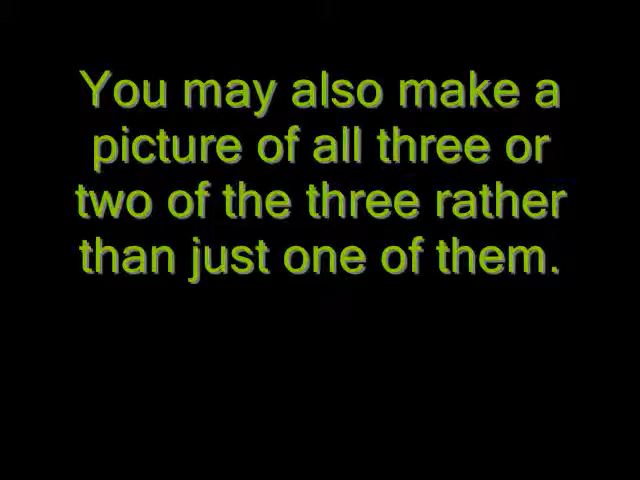 You may also make a
picture of all three or
two of the three rather
than just one of them.